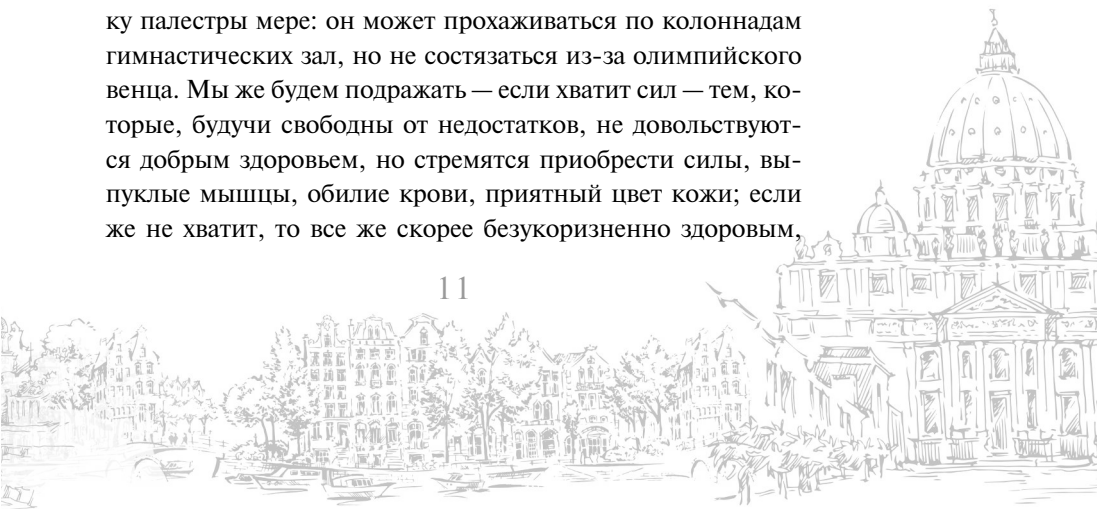 ку палестры мере: он может прохаживаться по колоннадам
гимнастических зал, но не состязаться из-за олимпийского
венца. Мы же будем подражать — если хватит сил — тем, ко-
торые, будучи свободны от недостатков, не довольствуют-
ся добрым здоровьем, но стремятся приобрести силы, вы-
пуклые мышцы, обилие крови, приятный цвет кожи; если
же не хватит, то все же скорее безукоризненно здоровым,
11